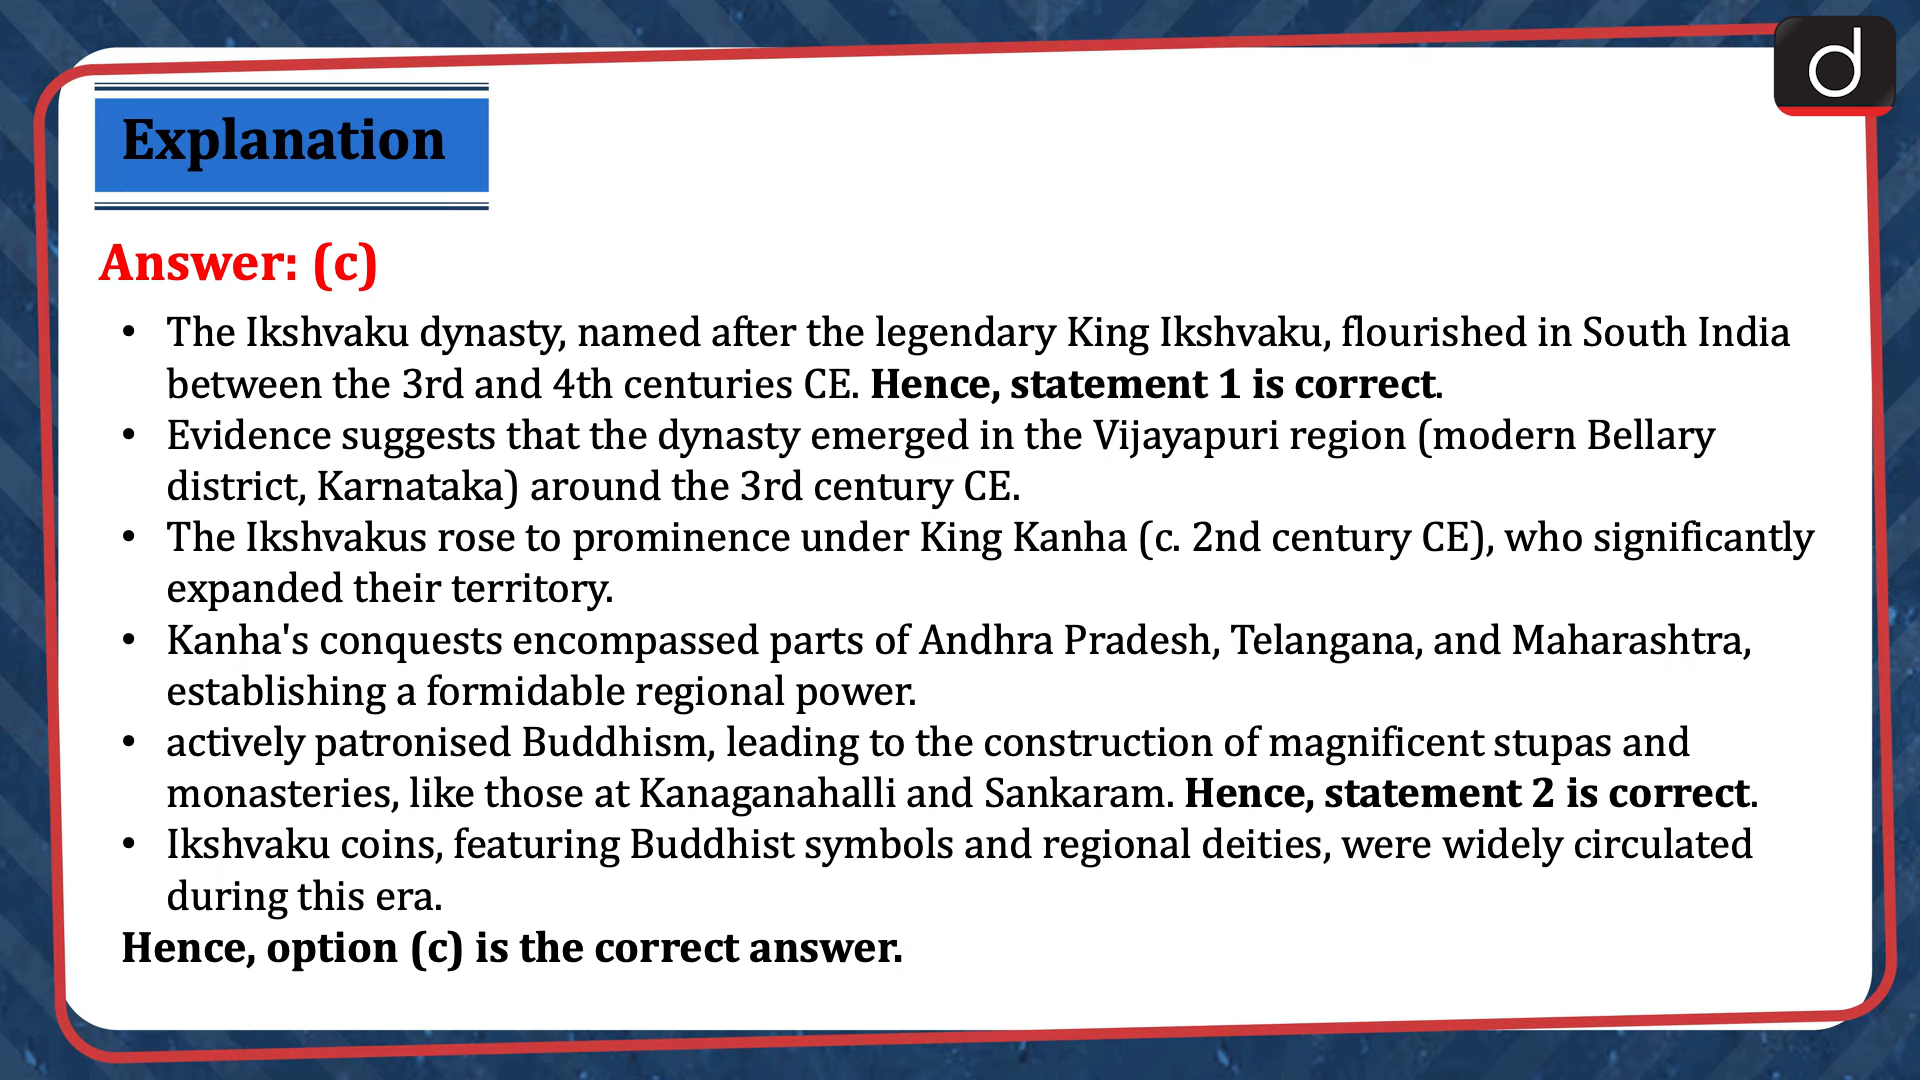 d
Explanation
Answer: (c)
• The Ikshvaku dynasty, named after the legendary King Ikshvaku, flourished in South India
between the 3rd and 4th centuries CE. Hence, statement 1 is correct.
• Evidence suggests that the dynasty emerged in the Vijayapuri region (modern Bellary
district, Karnataka) around the 3rd century CE.
• The Ikshvakus rose to prominence under King Kanha (c. 2nd century CE), who significantly
expanded their territory.
• Kanha's conquests encompassed parts of Andhra Pradesh, Telangana, and Maharashtra,
establishing a formidable regional power.
• actively patronised Buddhism, leading to the construction of magnificent stupas and
monasteries, like those at Kanaganahalli and Sankaram. Hence, statement 2 is correct.
• Ikshvaku coins, featuring Buddhist symbols and regional deities, were widely circulated
during this era.
Hence, option (c) is the correct answer.